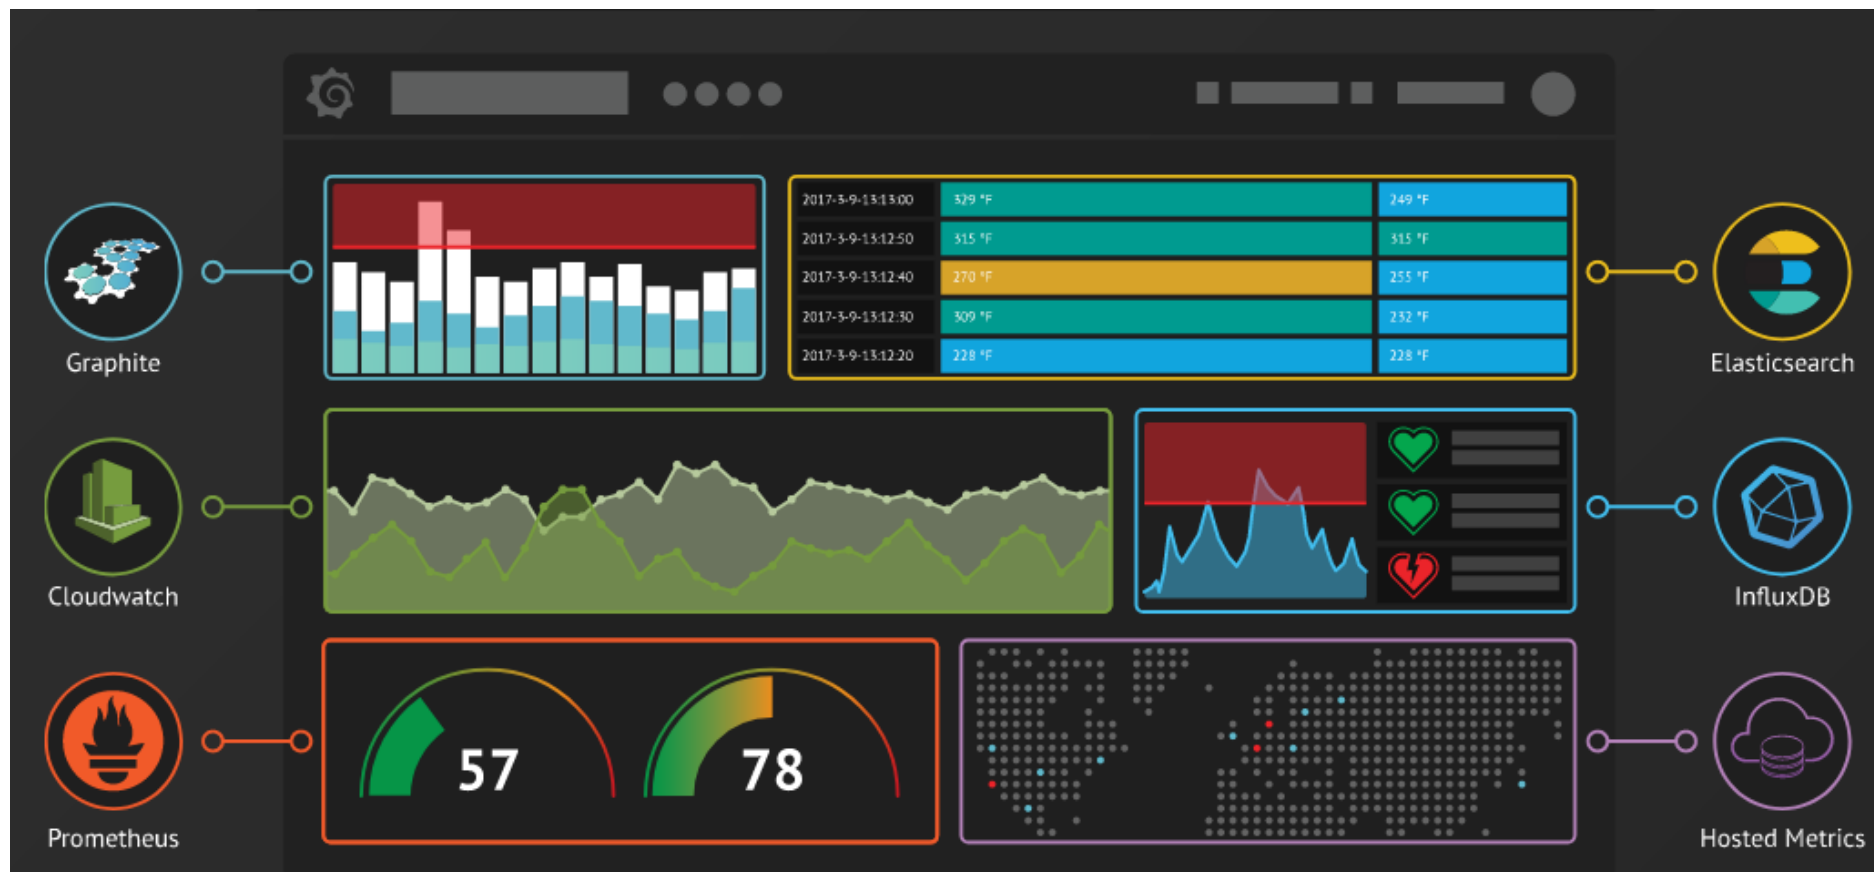 2017-3-9-13:13:00 329 °F 249 °F
2017-3-9-13:12:50 315 °F 315 °F
2017-3-9-13:12:40 270 °F 255 °F
2017-3-9-13:12:30 309 °F 232 °F
2017-3-9-13:12:20 228 °F 228 °F
Graphite
Elasticsearch
Cloudwatch
InfluxDB
57
78
Prometheus
Hosted Metrics